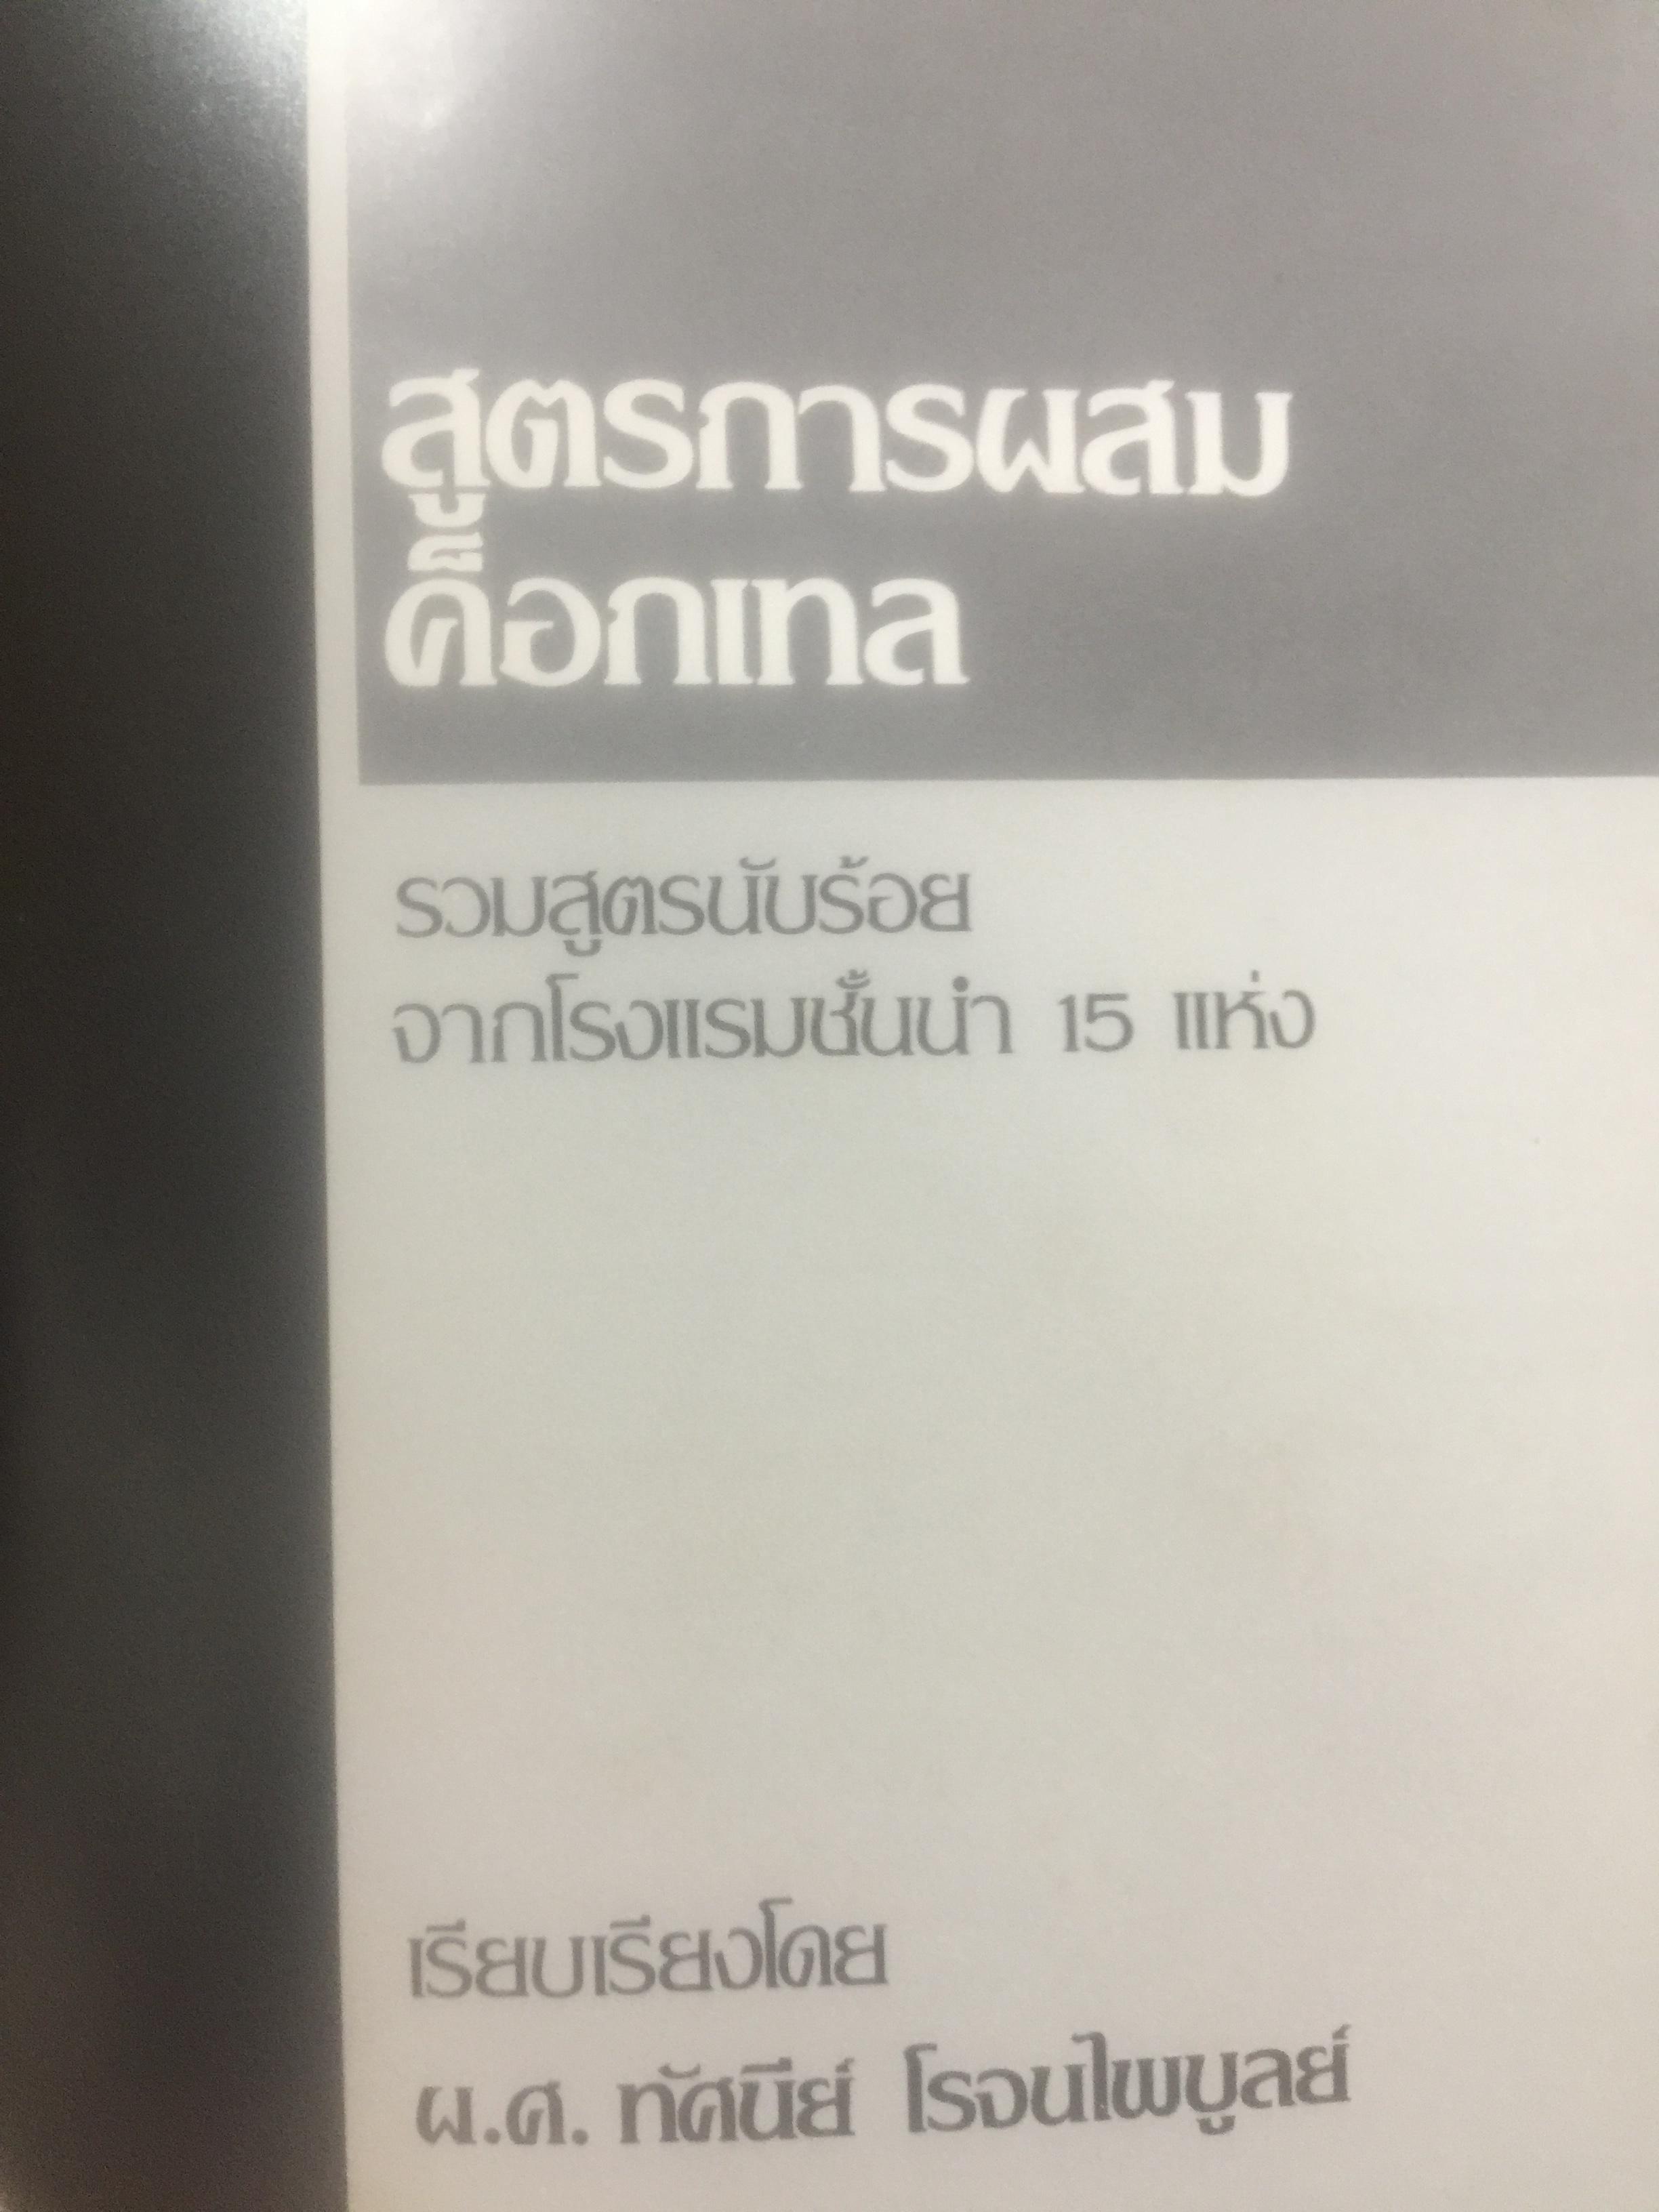 สูตรการผสม
ค็อกเทล
รวมสูตรนับร้อย
จากโรงแรมชั้นนำ 15 แห่ง
เรียบเรียงโดย
ผ.ศ. ทัศนีย์ โรจนไพบูลย์